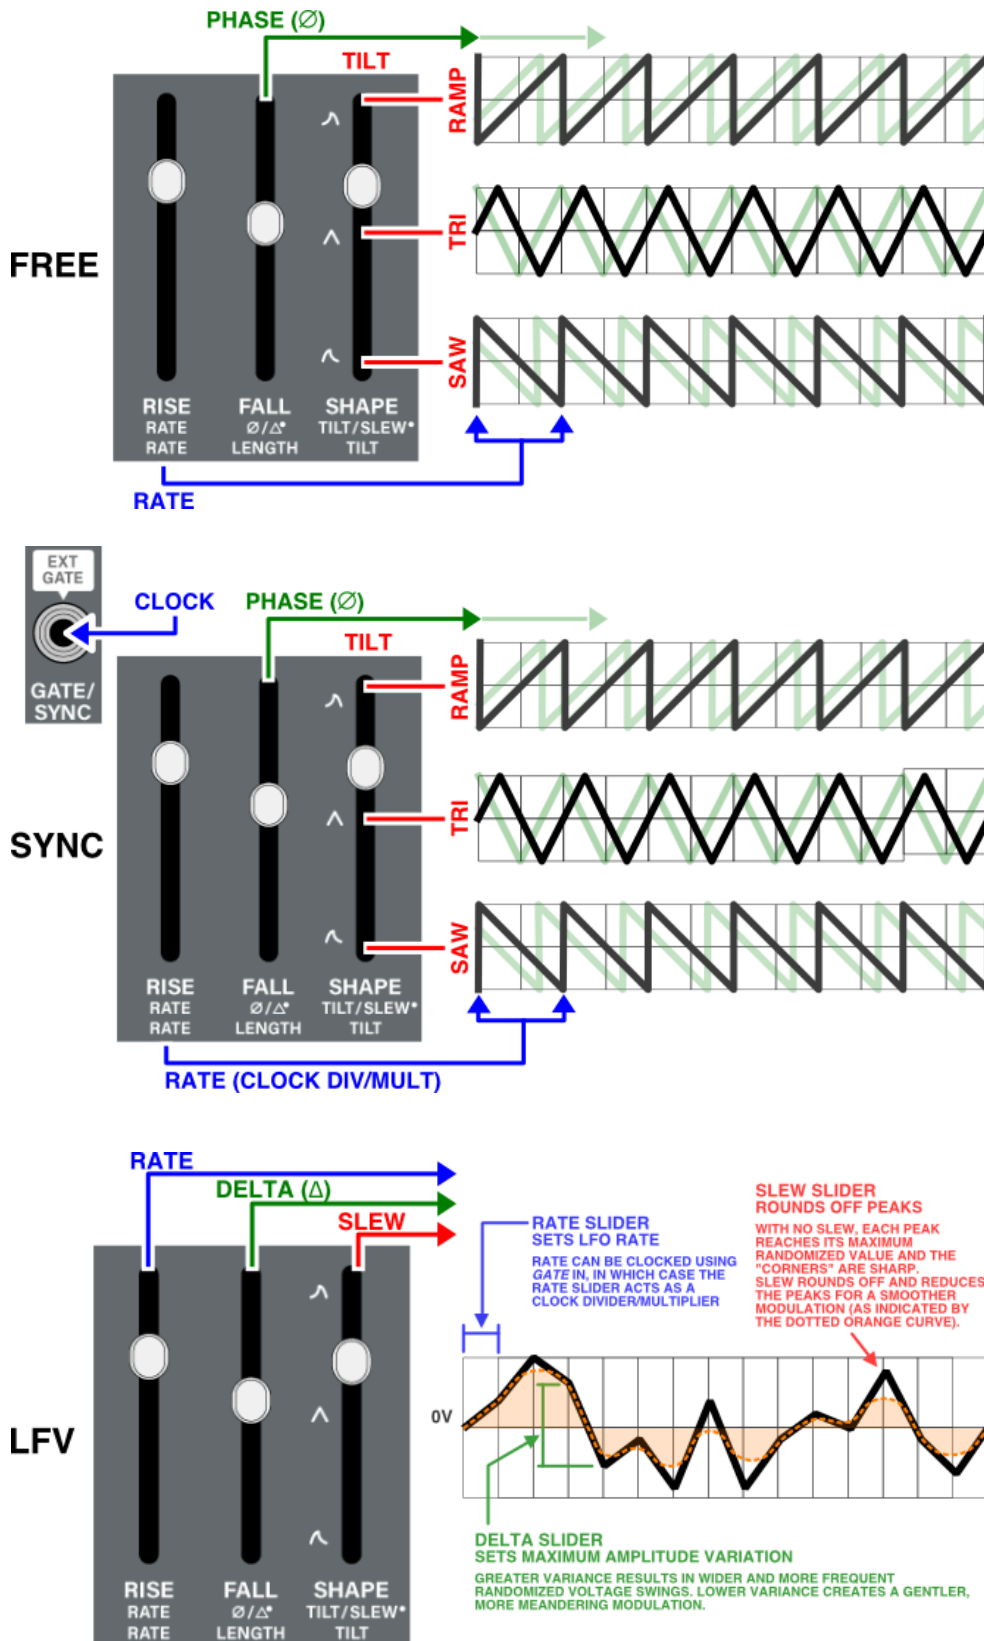 PHASE (Ø)
TILT
RAMP
TRI
SAW
FREE
RISE
RATE
RATE
FALL
Ø/Δ•
LENGTH
SHAPE
TILT/SLEW•
TILT
RATE
EXT
GATE
GATE/
SYNC
CLOCK
PHASE (Ø)
TILT
RAMP
TRI
SAW
SYNC
RISE
RATE
RATE
FALL
Ø/Δ•
LENGTH
SHAPE
TILT/SLEW•
TILT
RATE (CLOCK DIV/MULT)
RATE
DELTA (Δ)
SLEW
RATE SLIDER
SETS LFO RATE
RATE CAN BE CLOCKED USING
GATE IN, IN WHICH CASE THE
RATE SLIDER ACTS AS A
CLOCK DIVIDER/MULTIPLIER
SLEW SLIDER
ROUNDS OFF PEAKS
WITH NO SLEW, EACH PEAK
REACHES ITS MAXIMUM
RANDOMIZED VALUE AND THE
"CORNERS" ARE SHARP.
SLEW ROUNDS OFF AND REDUCES
THE PEAKS FOR A SMOOTHER
MODULATION (AS INDICATED BY
THE DOTTED ORANGE CURVE).
0V
LFV
DELTA SLIDER
SETS MAXIMUM AMPLITUDE VARIATION
GREATER VARIANCE RESULTS IN WIDER AND MORE FREQUENT
RANDOMIZED VOLTAGE SWINGS. LOWER VARIANCE CREATES A GENTLER,
MORE MEANDERING MODULATION.
RISE
RATE
RATE
FALL
Ø/Δ•
LENGTH
SHAPE
TILT/SLEW•
TILT